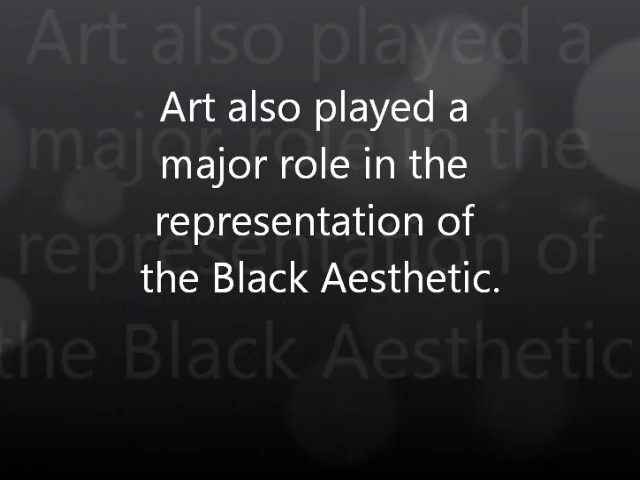 Art also played a
major role in the
representation of
the Black Aesthetic.